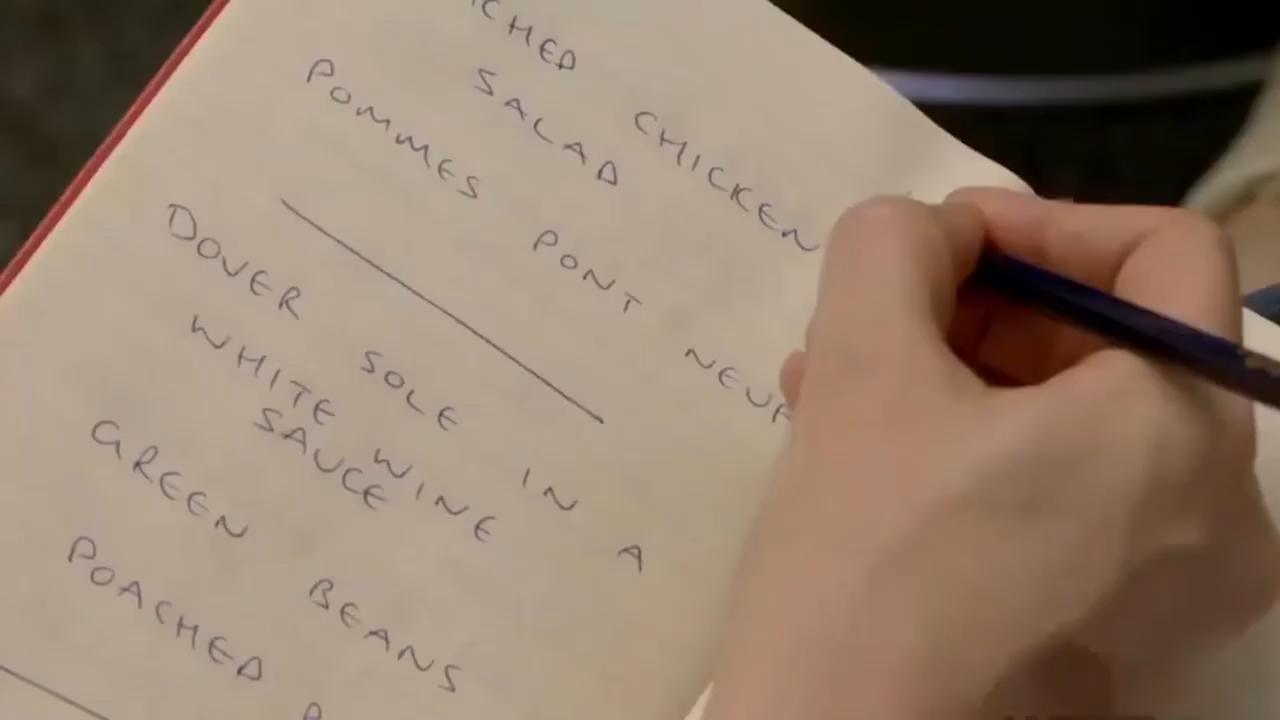 CHED CHICKEN
SALAD
POMMES PONT NEUF
DOVER SOLE IN A
WHITE WINE
SAUCE
GREEN BEANS
POACHED